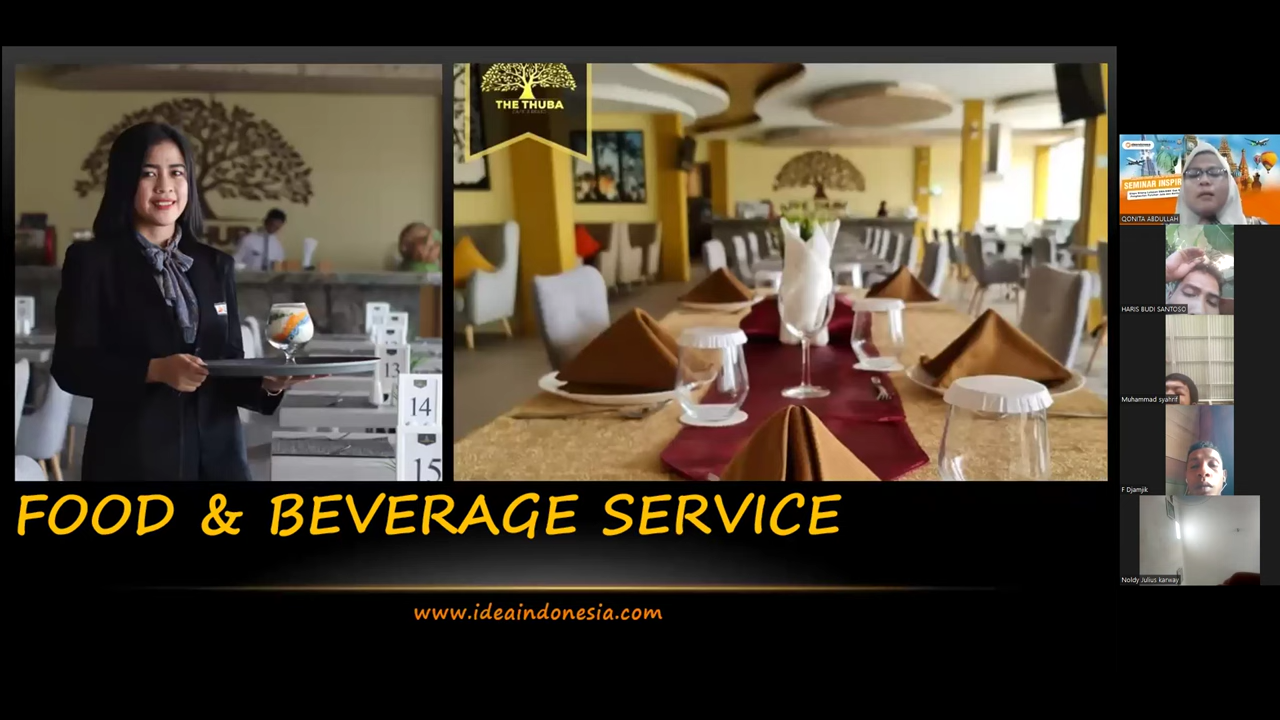 THE THUBA
13
14
15
FOOD & BEVERAGE SERVICE
www.ideaindonesia.com
SEMINAR INSPIR
QONITA ABDULLAH
HARIS BUDI SANTOSO
Muhammad syahrif
F Djamjik
Noldy Julius karway